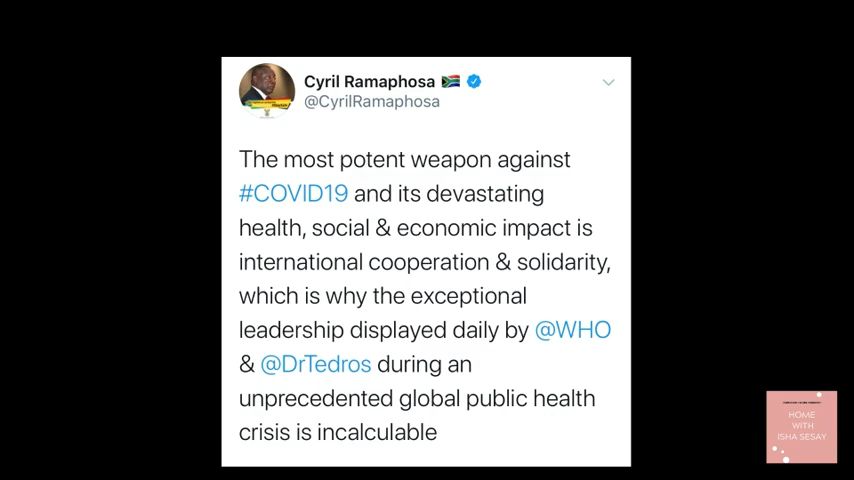 Cyril Ramaphosa
@CyrilRamaphosa
The most potent weapon against
#COVID19 and its devastating
health, social & economic impact is
international cooperation & solidarity,
which is why the exceptional
leadership displayed daily by @WHO
& @DrTedros during an
unprecedented global public health
crisis is incalculable
HOME
WITH
ISHA SESAY